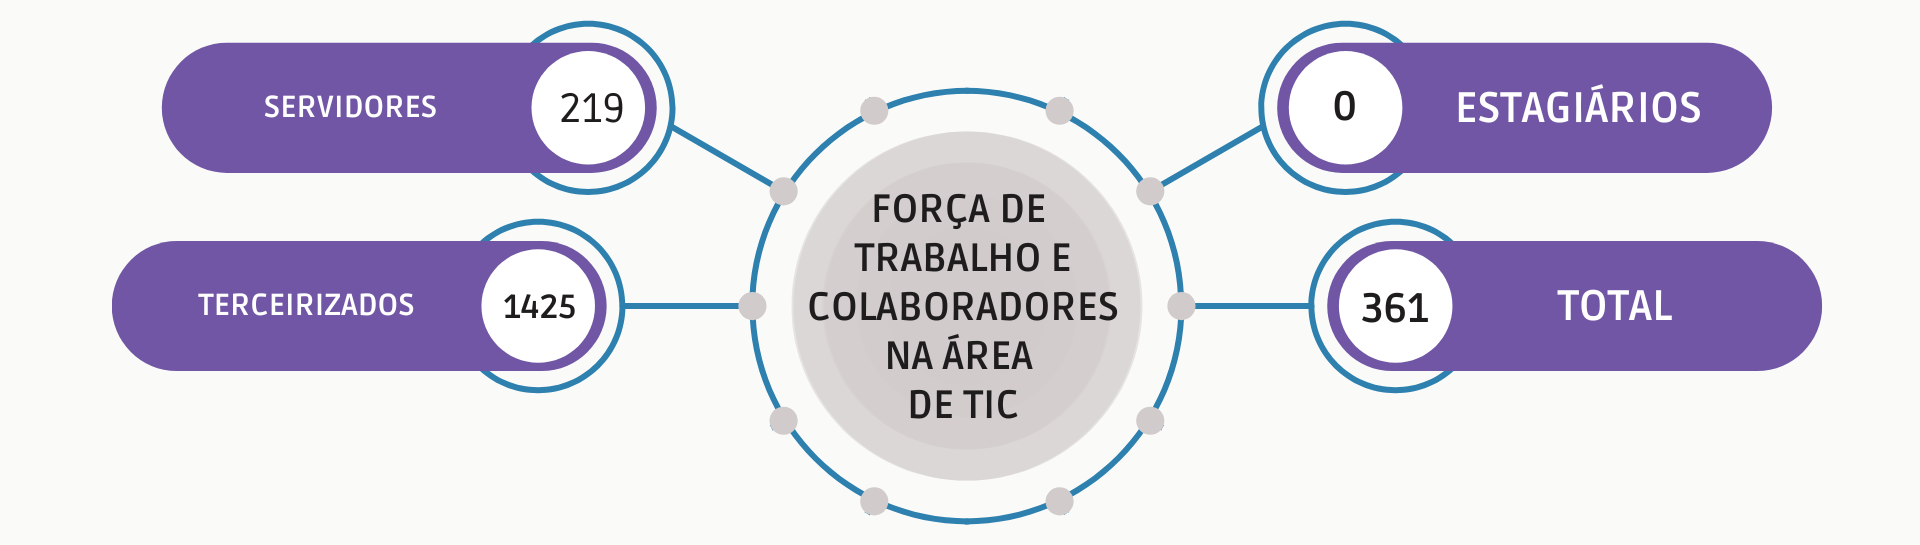 SERVIDORES
219
TERCEIRIZADOS
1425
FORÇA DE
TRABALHO E
COLABORADORES
NA ÁREA
DE TIC
0
ESTAGIÁRIOS
361
TOTAL